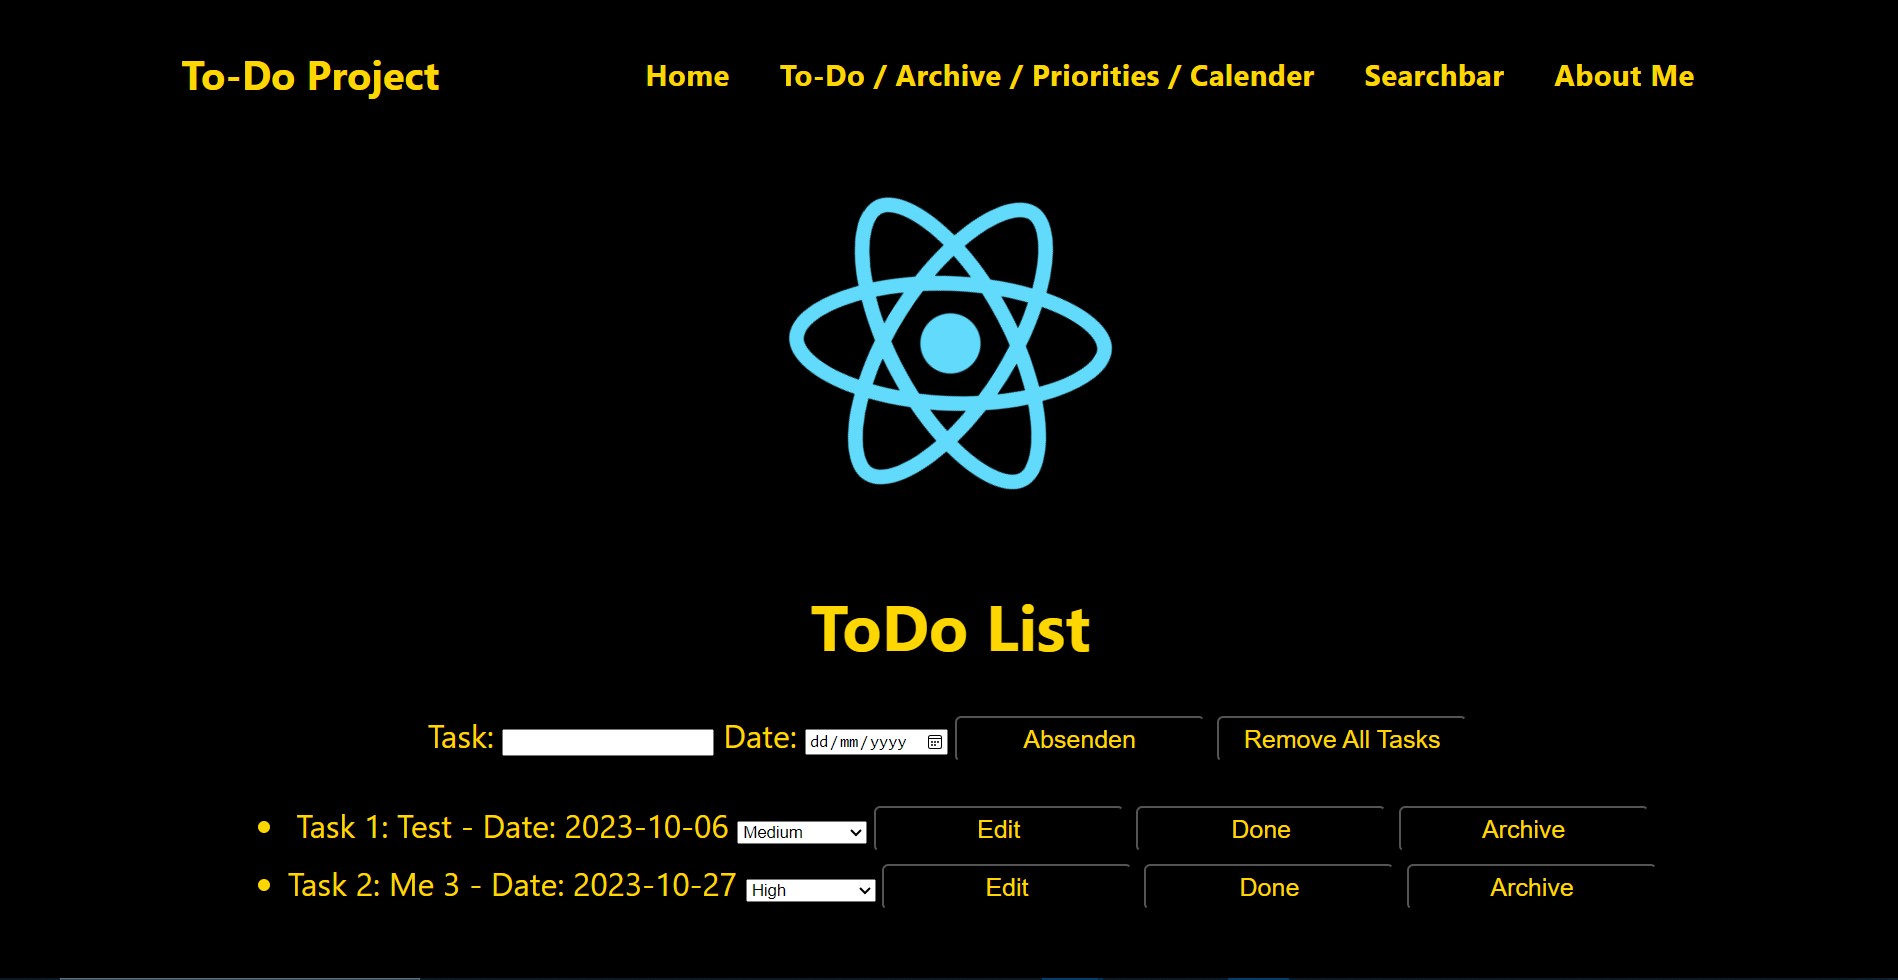 To-Do Project Home To-Do / Archive / Priorities / Calender Searchbar About Me
ToDo List
Task: Date: dd/mm/yyyy Absenden Remove All Tasks
Task 1: Test - Date: 2023-10-06 Medium Edit Done Archive
Task 2: Me 3 - Date: 2023-10-27 High Edit Done Archive